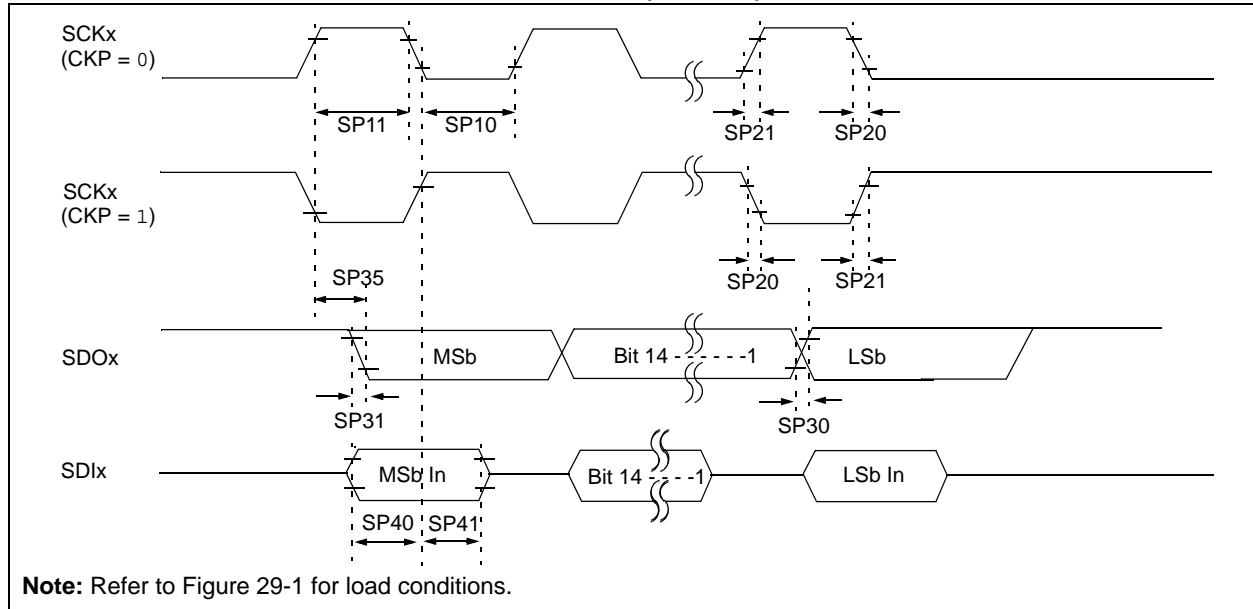 SCKx
(CKP = 0)
SP11
SP10
SP21
SP20
SCKx
(CKP = 1)
SP35
SP20
SP21
SDOx
MSb
Bit 14 - - - - - -1
LSb
SP31
SP30
SDIx
MSb In
Bit 14 - - - -1
LSb In
SP40
SP41
Note: Refer to Figure 29-1 for load conditions.